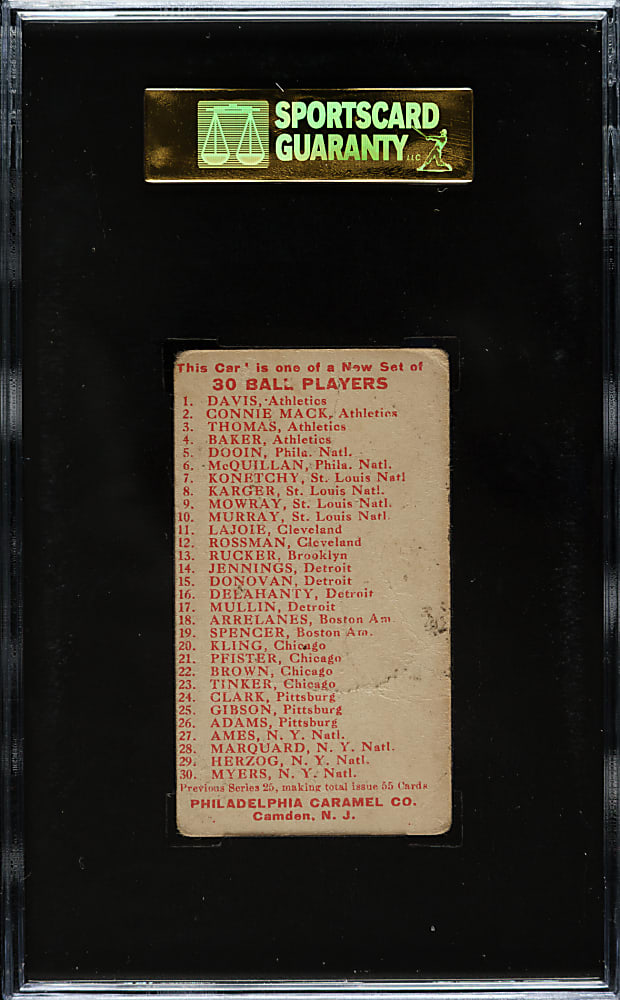 SPORTSCARD
GUARANTY LLC
This Car' is one of a New Set of
30 BALL PLAYERS
1. DAVIS, Athletics
2. CONNIE MACK, Athletics
3. THOMAS, Athletics
4. BAKER, Athletics
5. DOOIN, Phila. Natl.
6. McQUILLAN, Phila. Natl.
7. KONETCHY, St. Louis Natl
8. KARGER, St. Louis Natl.
9. MOWRAY, St. Louis Natl.
10. MURRAY, St. Louis Natl.
11. LAJOIE, Cleveland
12. ROSSMAN, Cleveland
13. RUCKER, Brooklyn
14. JENNINGS, Detroit
15. DONOVAN, Detroit
16. DELAHANTY, Detroit
17. MULLIN, Detroit
18. ARRELANES, Boston Am.
19. SPENCER, Boston Am.
20. KLING, Chicago
21. PFISTER, Chicago
22. BROWN, Chicago
23. TINKER, Chicago
24. CLARK, Pittsburg
25. GIBSON, Pittsburg
26. ADAMS, Pittsburg
27. AMES, N. Y. Natl.
28. MARQUARD, N. Y. Natl.
29. HERZOG, N. Y. Natl.
30. MYERS, N. Y. Natl.
Previous Series 25, making total issue 55 Cards
PHILADELPHIA CARAMEL CO.
Camden, N. J.